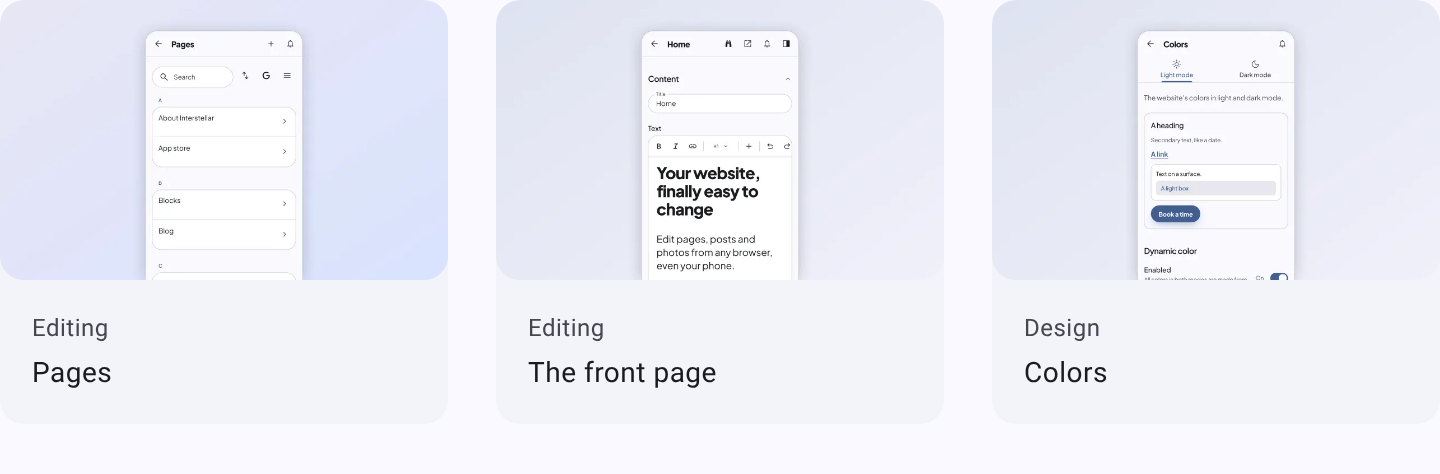 Pages
Search
A
About Interstellar
App store
B
Blocks
Blog
C
Editing
Pages
Home
Content
Title
Home
Text
B I H1
Your website,
finally easy to
change
Edit pages, posts and
photos from any browser,
even your phone.
Editing
The front page
Colors
Light mode
Dark mode
The website's colors in light and dark mode.
A heading
Secondary text, like a date.
A link
Text on a surface.
A light box
Book a time
Dynamic color
Enabled
Design
Colors